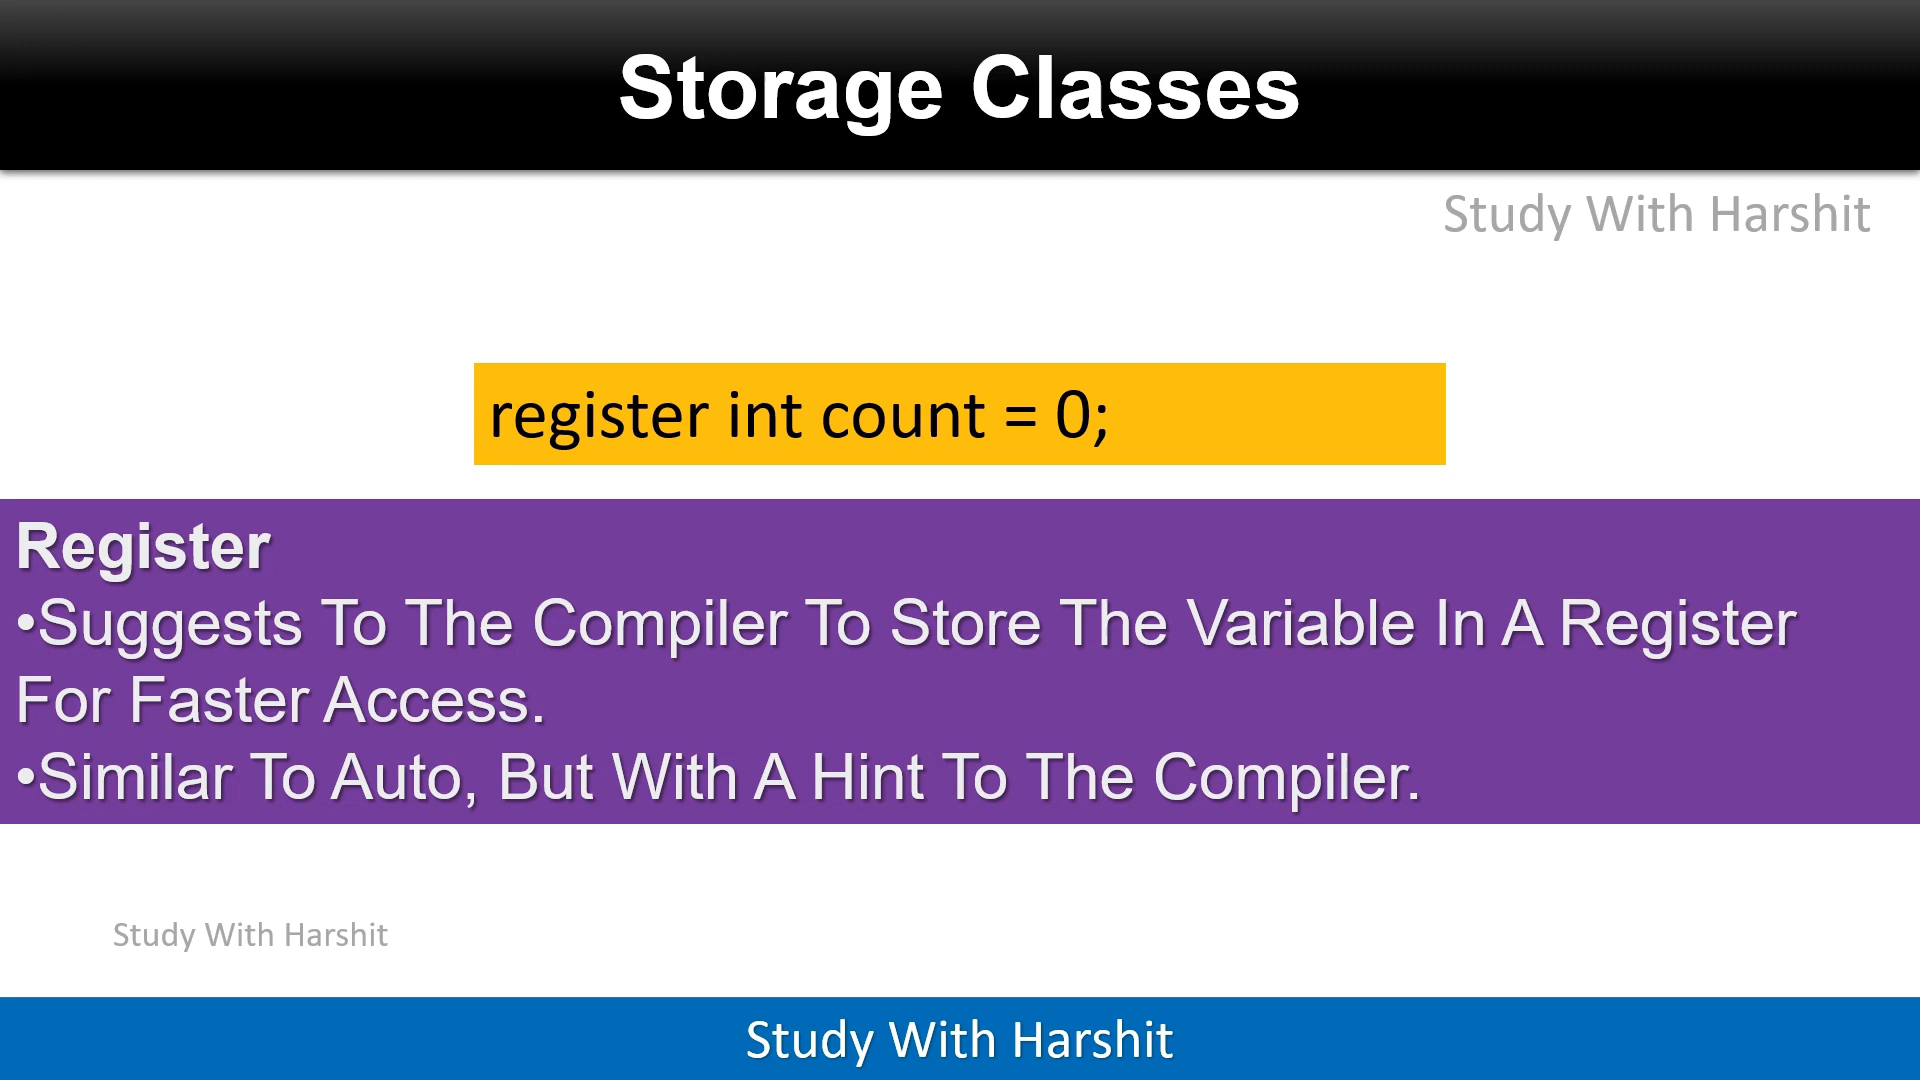 Storage Classes
Study With Harshit
register int count = 0;
Register
•Suggests To The Compiler To Store The Variable In A Register
For Faster Access.
•Similar To Auto, But With A Hint To The Compiler.
Study With Harshit
Study With Harshit